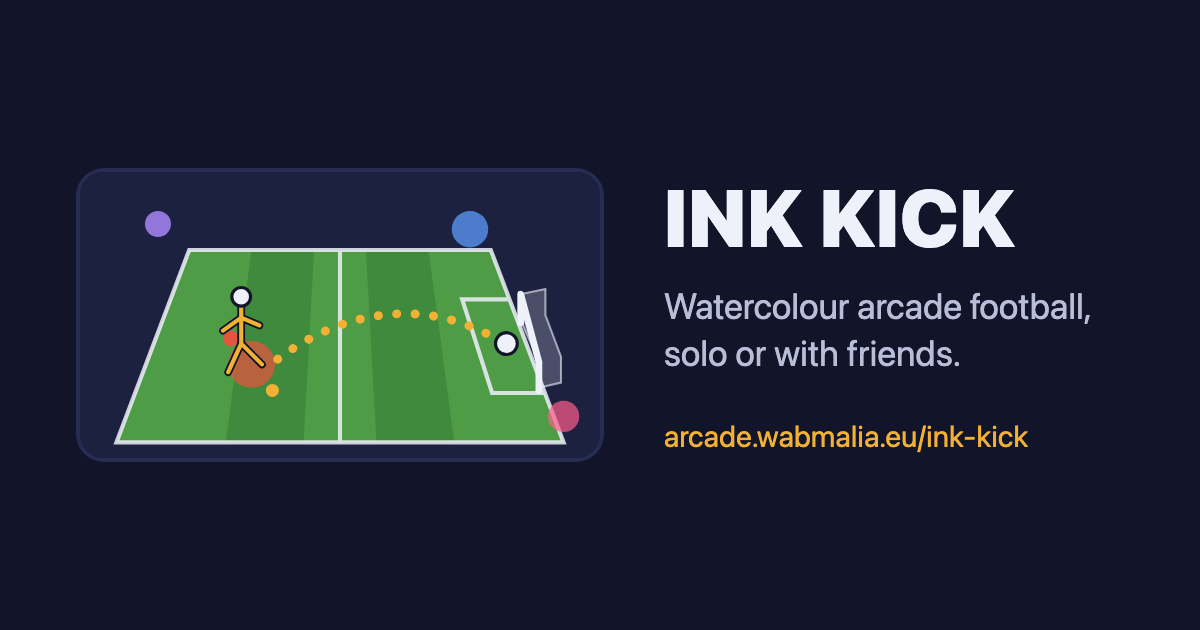 INK KICK
Watercolour arcade football,
solo or with friends.
arcade.wabmalia.eu/ink-kick